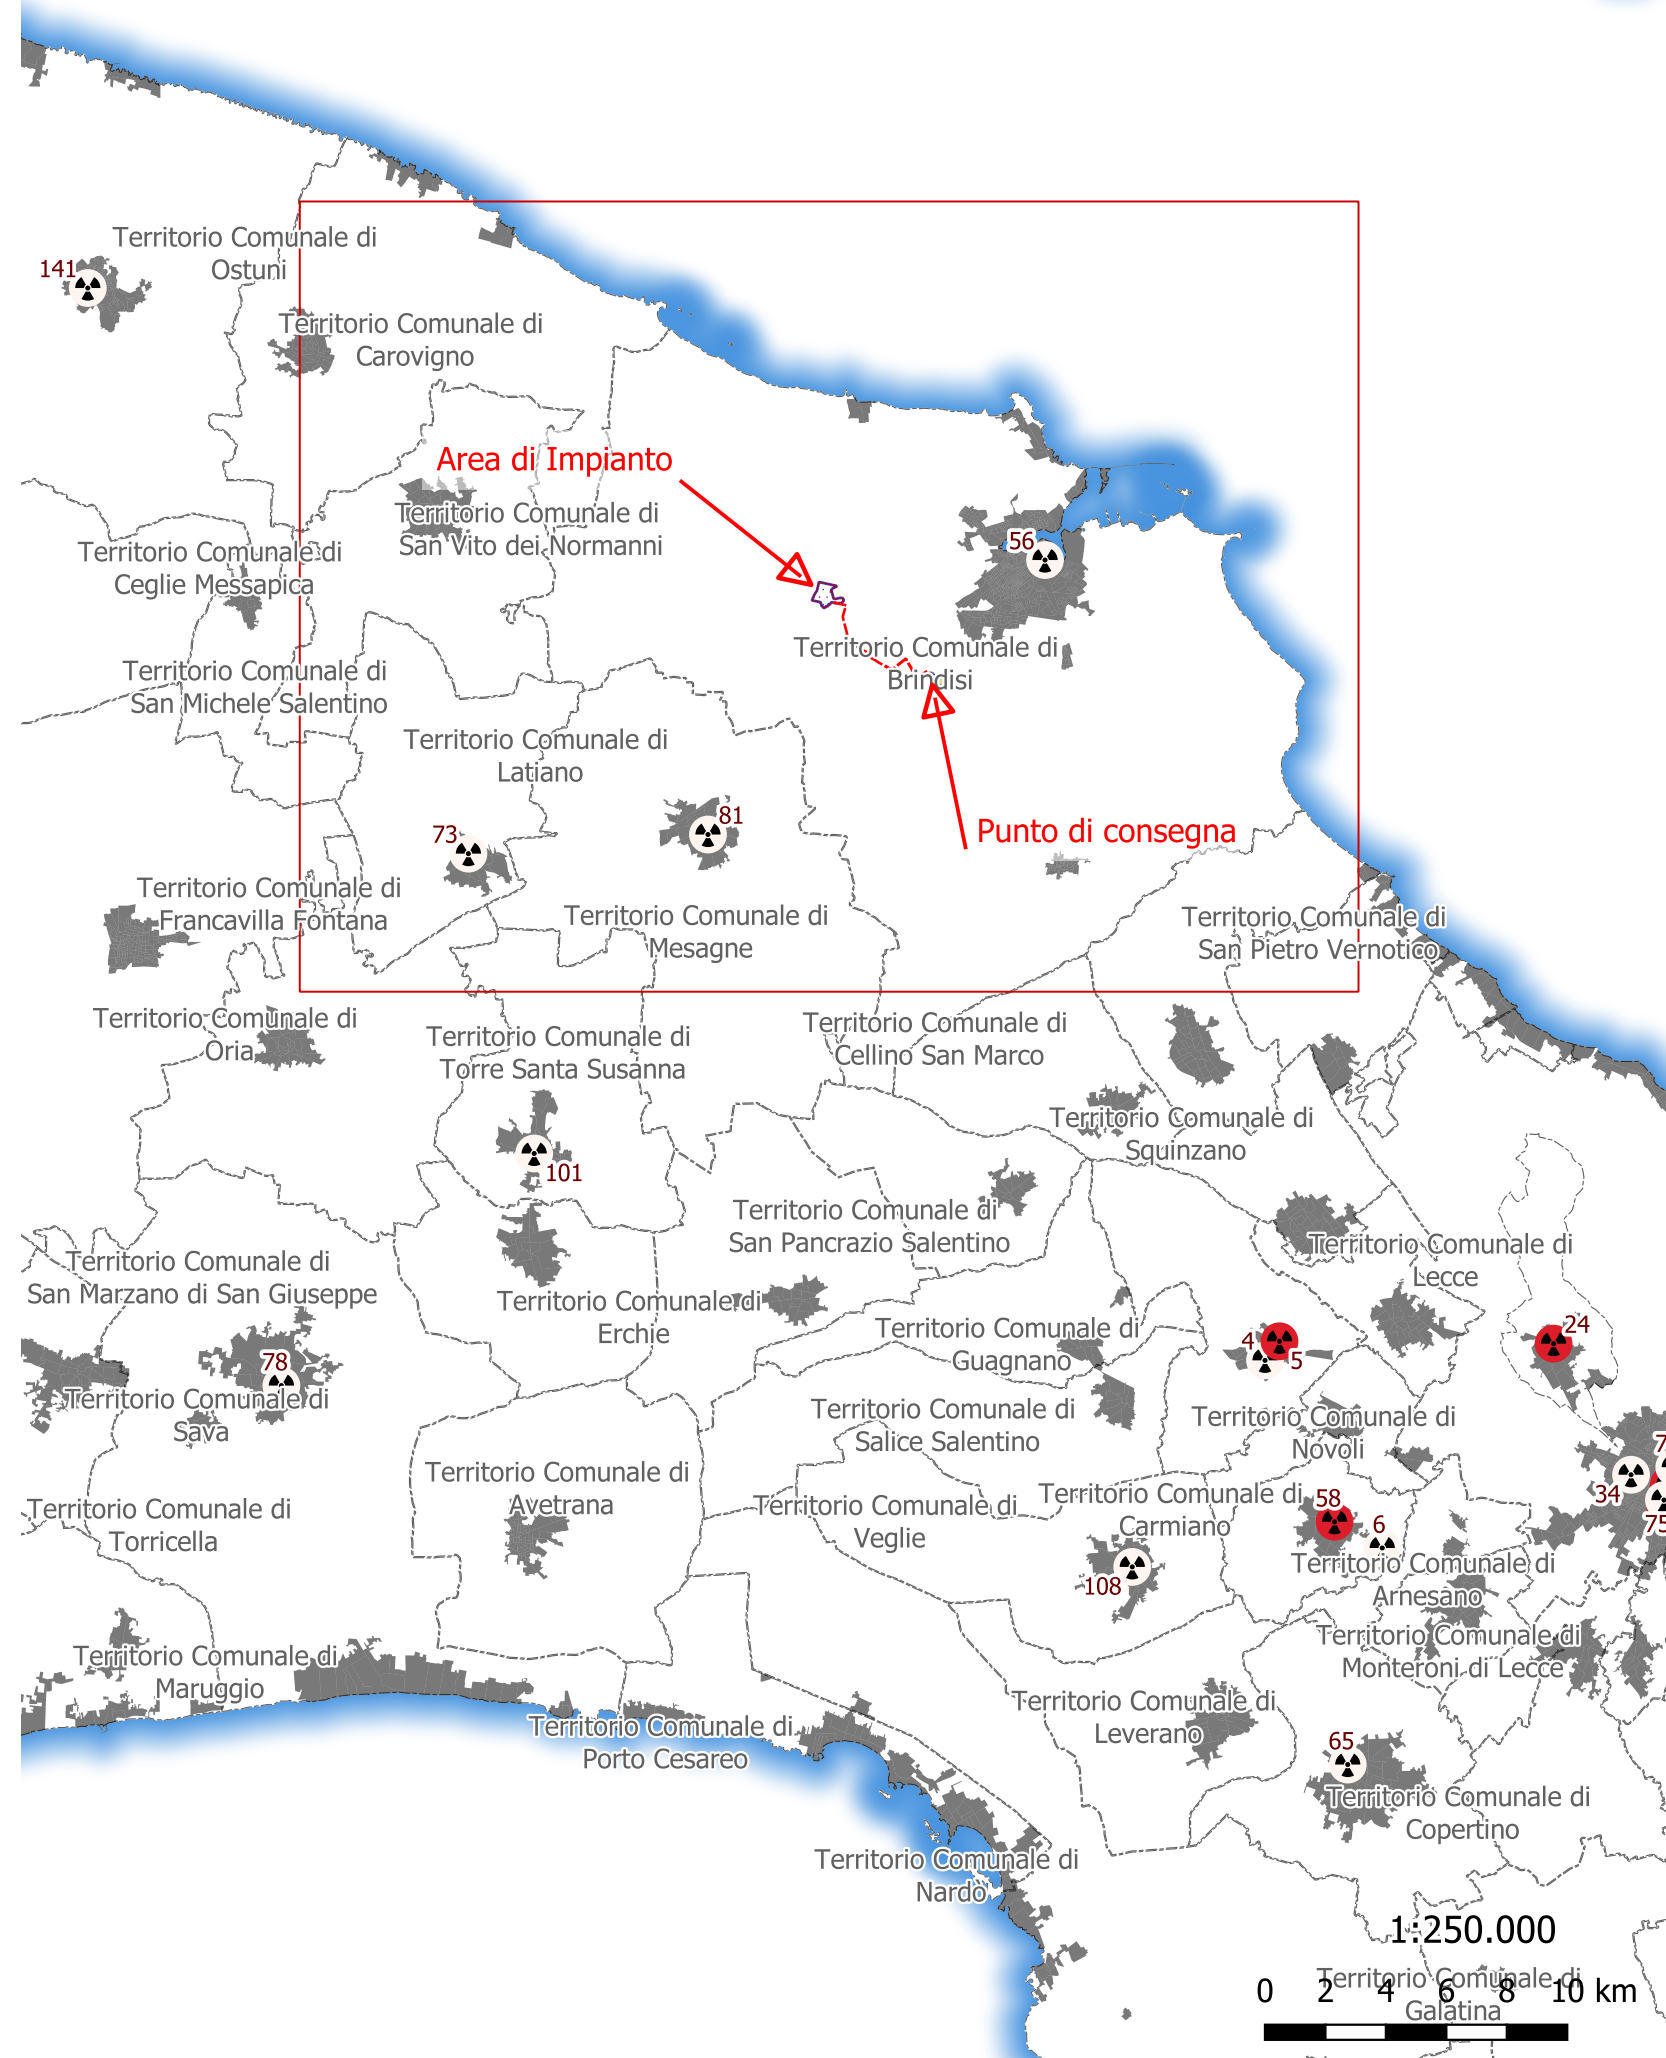 Territorio Comunale di
Ostuni
141
Territorio Comunale di
Carovigno
Area di Impianto
Territorio Comunale di
San Vito dei Normanni
56
Territorio Comunale di
Ceglie Messapica
Territorio Comunale di
Brindisi
Territorio Comunale di
San Michele Salentino
Territorio Comunale di
Latiano
73
81
Punto di consegna
Territorio Comunale di
Francavilla Fontana
Territorio Comunale di
Mesagne
Territorio Comunale di
San Pietro Vernotico
Territorio Comunale di
Oria
Territorio Comunale di
Torre Santa Susanna
Territorio Comunale di
Cellino San Marco
Territorio Comunale di
Squinzano
101
Territorio Comunale di
San Pancrazio Salentino
Territorio Comunale di
Lecce
Territorio Comunale di
San Marzano di San Giuseppe
Territorio Comunale di
Erchie
Territorio Comunale di
Guagnano
4
5
24
78
Territorio Comunale di
Sava
Territorio Comunale di
Salice Salentino
Territorio Comunale di
Novoli
7
34
75
Territorio Comunale di
Avetrana
Territorio Comunale di
Torricella
Territorio Comunale di
Veglie
Territorio Comunale di
Carmiano
58
6
108
Territorio Comunale di
Arnesano
Territorio Comunale di
Monteroni di Lecce
Territorio Comunale di
Maruggio
Territorio Comunale di
Porto Cesareo
Territorio Comunale di
Leverano
65
Territorio Comunale di
Copertino
Territorio Comunale di
Nardò
1:250.000
Territorio Comunale di
Galatina
0 2 4 6 8 10 km